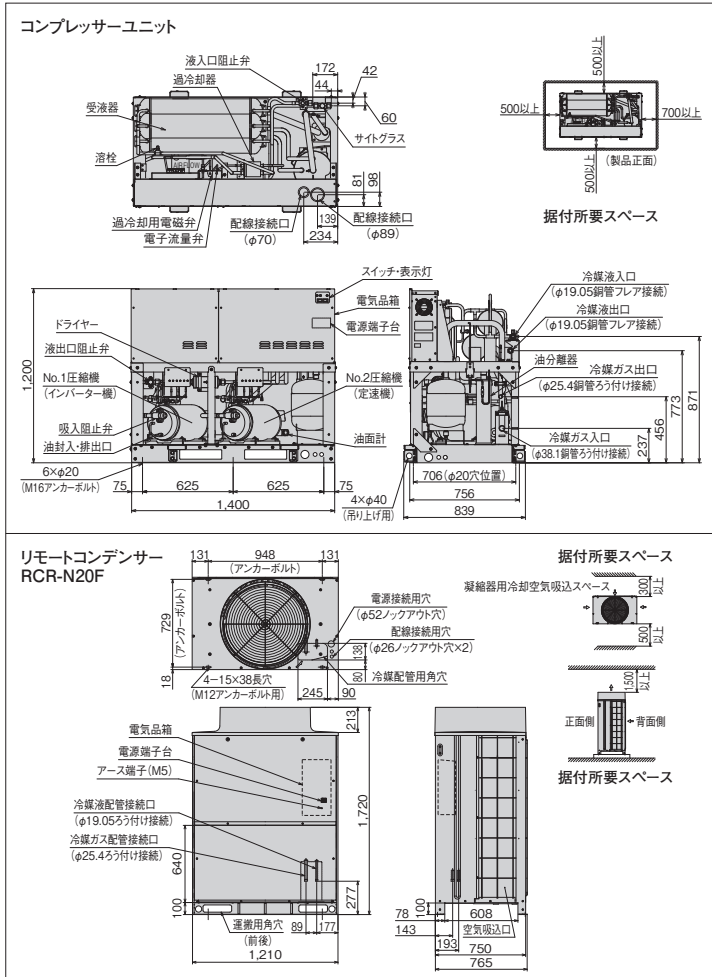 コンプレッサーユニット
液入口阻止弁
過冷却器
受液器
溶栓
AIRFLOW
172
44
42
60
サイトグラス
過冷却用電磁弁
電子流量弁
配線接続口
(φ70)
139
234
配線接続口
(φ89)
81
98
500以上
500以上
700以上
500以上
(製品正面)
据付所要スペース
スイッチ・表示灯
電気品箱
電源端子台
ドライヤー
液出口阻止弁
No.1圧縮機
(インバーター機)
吸入阻止弁
油封入・排出口
6×φ20
(M16アンカーボルト)
1,200
75
625
625
75
1,400
No.2圧縮機
(定速機)
油面計
4×φ40
(吊り上げ用)
冷媒液入口
(φ19.05銅管フレア接続)
冷媒液出口
(φ19.05銅管フレア接続)
油分離器
冷媒ガス出口
(φ25.4銅管ろう付け接続)
冷媒ガス入口
(φ38.1銅管ろう付け接続)
237
456
773
871
706(φ20穴位置)
756
839
リモートコンデンサー
RCR-N20F
131
948
131
(アンカーボルト)
729
(アンカーボルト)
18
4−15×38長穴
(M12アンカーボルト用)
245
90
138
80
電源接続用穴
(φ52ノックアウト穴)
配線接続用穴
(φ26ノックアウト穴×2)
冷媒配管用角穴
据付所要スペース
凝縮器用冷却空気吸込スペース
300以上
500以上
1,500以上
正面側
背面側
据付所要スペース
電気品箱
電源端子台
アース端子(M5)
冷媒液配管接続口
(φ19.05ろう付け接続)
冷媒ガス配管接続口
(φ25.4ろう付け接続)
213
1,720
640
277
100
運搬用角穴
(前後)
89
177
1,210
100
78
608
143
空気吸込口
193
750
765